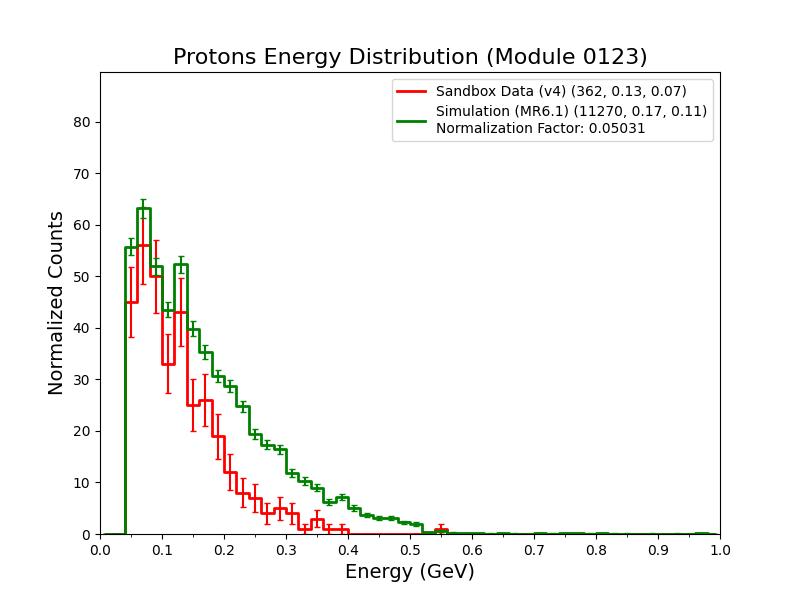 Protons Energy Distribution (Module 0123)
Sandbox Data (v4) (362, 0.13, 0.07)
Simulation (MR6.1) (11270, 0.17, 0.11)
Normalization Factor: 0.05031
Normalized Counts
80
70
60
50
40
30
20
10
0
0.0 0.1 0.2 0.3 0.4 0.5 0.6 0.7 0.8 0.9 1.0
Energy (GeV)